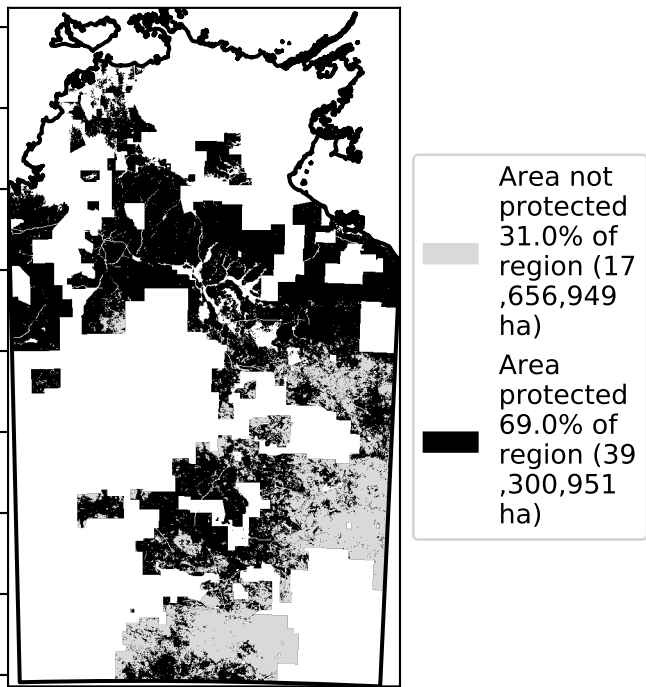 Area not
protected
31.0% of
region (17
,656,949
ha)
Area
protected
69.0% of
region (39
,300,951
ha)